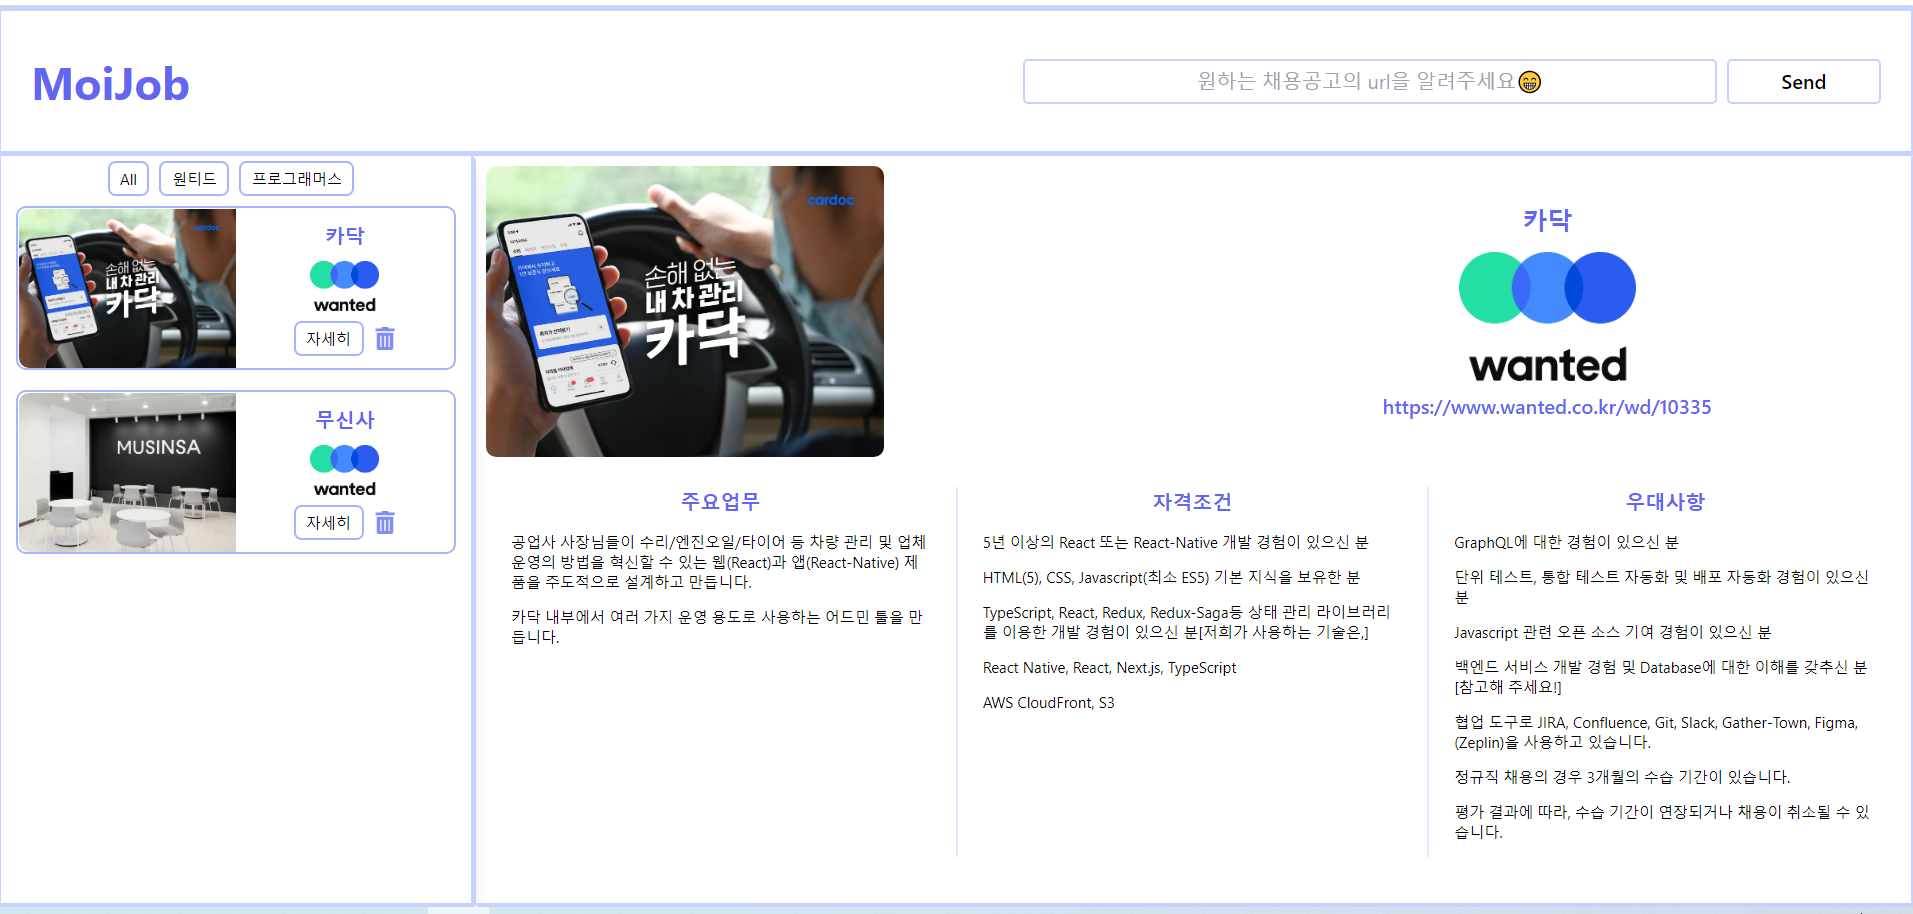 MoiJob
원하는 채용공고의 url을 알려주세요😁
Send
All
원티드
프로그래머스
cardoc
손해 없는
내 차 관리
카닥
카닥
wanted
자세히
MUSINSA
무신사
wanted
자세히
cardoc
손해 없는
내 차 관리
카닥
카닥
wanted
https://www.wanted.co.kr/wd/10335
주요업무
공업사 사장님들이 수리/엔진오일/타이어 등 차량 관리 및 업체
운영의 방법을 혁신할 수 있는 웹(React)과 앱(React-Native) 제
품을 주도적으로 설계하고 만듭니다.
카닥 내부에서 여러 가지 운영 용도로 사용하는 어드민 툴을 만
듭니다.
자격조건
5년 이상의 React 또는 React-Native 개발 경험이 있으신 분
HTML(5), CSS, Javascript(최소 ES5) 기본 지식을 보유한 분
TypeScript, React, Redux, Redux-Saga등 상태 관리 라이브러리
를 이용한 개발 경험이 있으신 분[저희가 사용하는 기술은,]
React Native, React, Next.js, TypeScript
AWS CloudFront, S3
우대사항
GraphQL에 대한 경험이 있으신 분
단위 테스트, 통합 테스트 자동화 및 배포 자동화 경험이 있으신
분
Javascript 관련 오픈 소스 기여 경험이 있으신 분
백엔드 서비스 개발 경험 및 Database에 대한 이해를 갖추신 분
[참고해 주세요!]
협업 도구로 JIRA, Confluence, Git, Slack, Gather-Town, Figma,
(Zeplin)을 사용하고 있습니다.
정규직 채용의 경우 3개월의 수습 기간이 있습니다.
평가 결과에 따라, 수습 기간이 연장되거나 채용이 취소될 수 있
습니다.